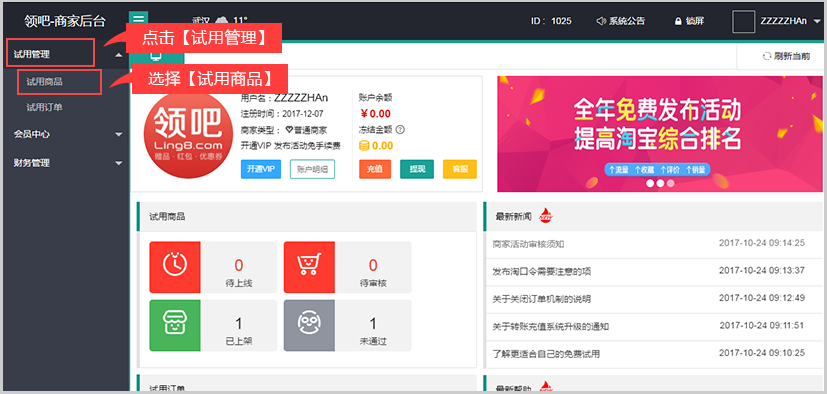 领吧-商家后台
武汉 11°
ID： 1025
系统公告
锁屏
ZZZZZHAn
点击【试用管理】
试用管理
刷新当前
选择【试用商品】
试用商品
试用订单
会员中心
财务管理
领吧
Ling8.com
赠品·红包·优惠券
用户名：ZZZZZHAn
注册时间：2017-12-07
商家类型：普通商家
开通VIP 发布活动免手续费
开通VIP
账户明细
账户余额
￥0.00
冻结金额
0.00
充值
提现
客服
全年免费发布活动
提高淘宝综合排名
个流量 个收藏 个评价 个销量
试用商品
0
待上线
0
待审核
1
已上架
1
未通过
最新新闻
商家活动审核须知 2017-10-24 09:14:25
发布淘口令需要注意的项 2017-10-24 09:13:37
关于关闭订单机制的说明 2017-10-24 09:12:49
关于转账充值系统升级的通知 2017-10-24 09:11:51
了解更适合自己的免费试用 2017-10-24 09:10:25
试用订单
最新帮助